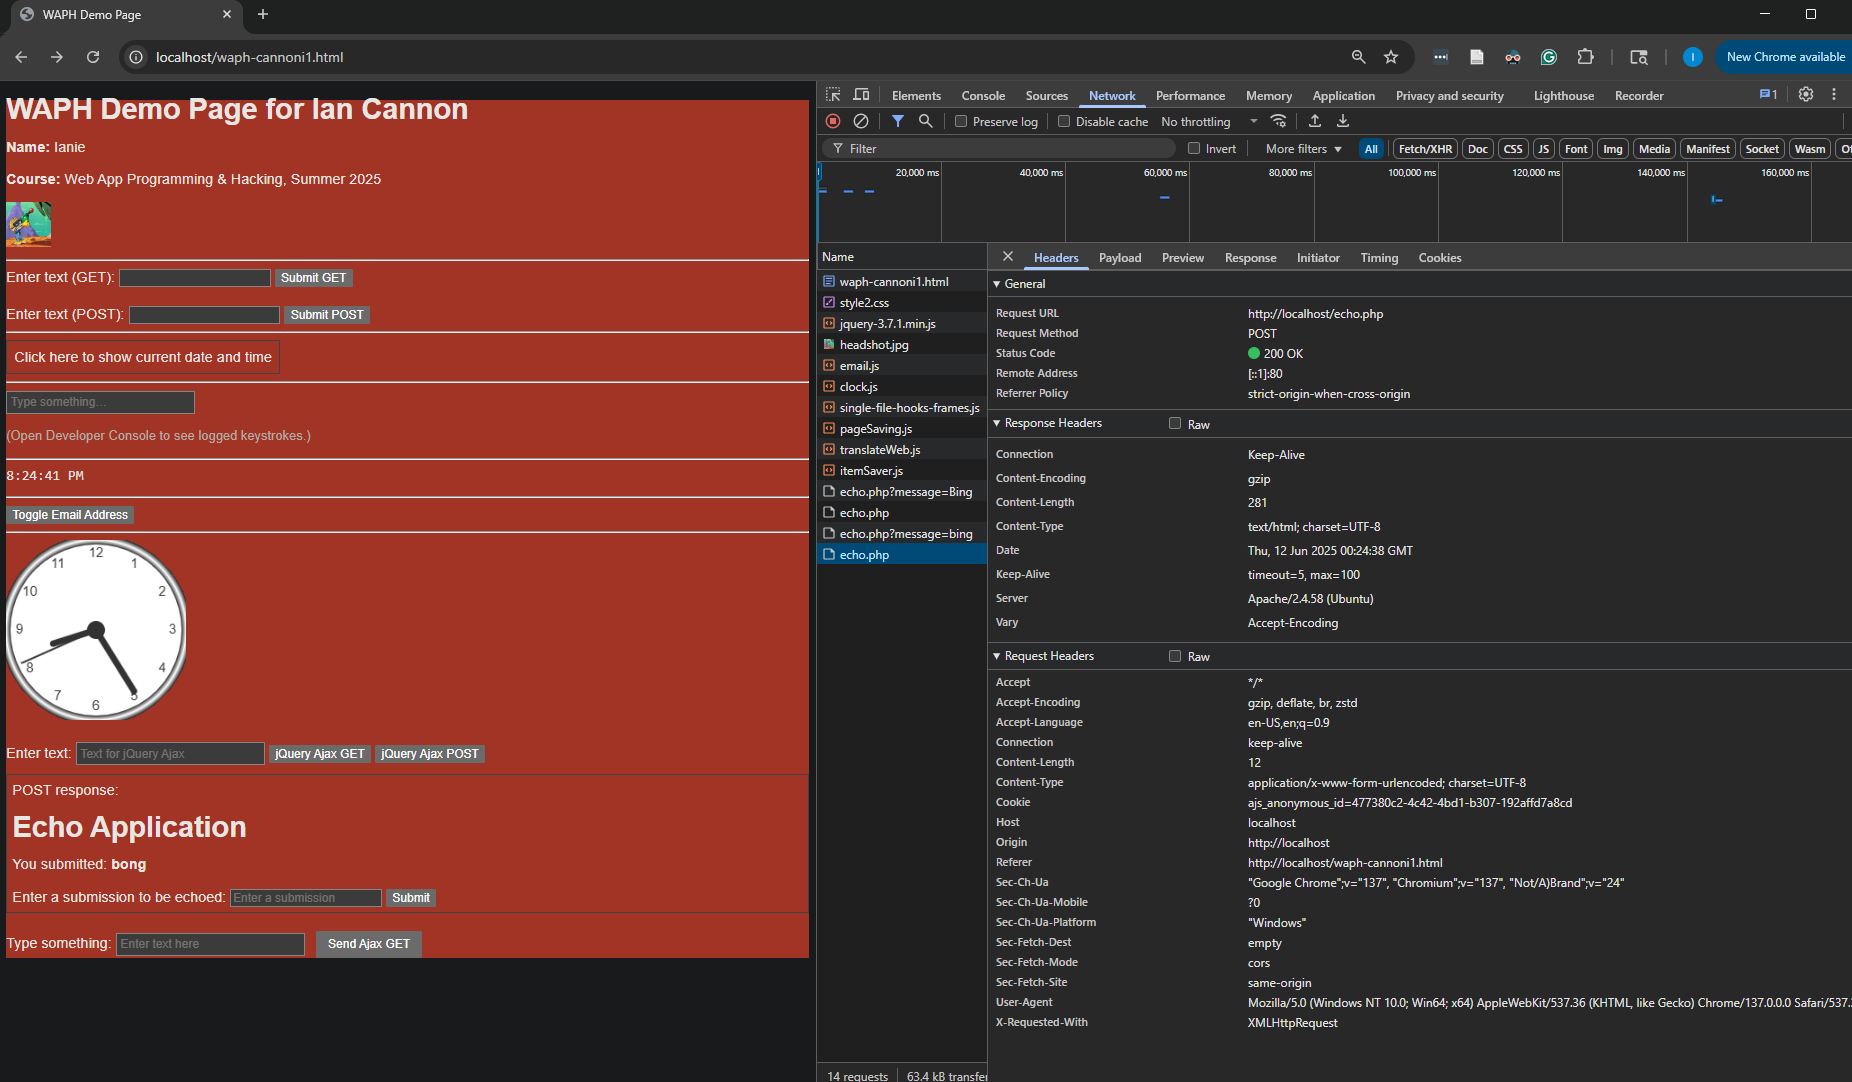 WAPH Demo Page
localhost/waph-cannoni1.html
New Chrome available
WAPH Demo Page for Ian Cannon
Name: Ianie
Course: Web App Programming & Hacking, Summer 2025
Enter text (GET): Submit GET
Enter text (POST): Submit POST
Click here to show current date and time
Type something...
(Open Developer Console to see logged keystrokes.)
8:24:41 PM
Toggle Email Address
12
11 1
10 2
9 3
8 4
7 5
6
Enter text: Text for jQuery Ajax jQuery Ajax GET jQuery Ajax POST
POST response:
Echo Application
You submitted: bong
Enter a submission to be echoed: Enter a submission Submit
Type something: Enter text here Send Ajax GET
Elements Console Sources Network Performance Memory Application Privacy and security Lighthouse Recorder 1
Preserve log Disable cache No throttling
Filter Invert More filters All Fetch/XHR Doc CSS JS Font Img Media Manifest Socket Wasm
20,000 ms 40,000 ms 60,000 ms 80,000 ms 100,000 ms 120,000 ms 140,000 ms 160,000 ms
Name
waph-cannoni1.html
style2.css
jquery-3.7.1.min.js
headshot.jpg
email.js
clock.js
single-file-hooks-frames.js
pageSaving.js
translateWeb.js
itemSaver.js
echo.php?message=Bing
echo.php
echo.php?message=bing
echo.php
14 requests 63.4 kB transfer
Headers Payload Preview Response Initiator Timing Cookies
General
Request URL http://localhost/echo.php
Request Method POST
Status Code 200 OK
Remote Address [::1]:80
Referrer Policy strict-origin-when-cross-origin
Response Headers Raw
Connection Keep-Alive
Content-Encoding gzip
Content-Length 281
Content-Type text/html; charset=UTF-8
Date Thu, 12 Jun 2025 00:24:38 GMT
Keep-Alive timeout=5, max=100
Server Apache/2.4.58 (Ubuntu)
Vary Accept-Encoding
Request Headers Raw
Accept */*
Accept-Encoding gzip, deflate, br, zstd
Accept-Language en-US,en;q=0.9
Connection keep-alive
Content-Length 12
Content-Type application/x-www-form-urlencoded; charset=UTF-8
Cookie ajs_anonymous_id=477380c2-4c42-4bd1-b307-192affd7a8cd
Host localhost
Origin http://localhost
Referer http://localhost/waph-cannoni1.html
Sec-Ch-Ua "Google Chrome";v="137", "Chromium";v="137", "Not/A)Brand";v="24"
Sec-Ch-Ua-Mobile ?0
Sec-Ch-Ua-Platform "Windows"
Sec-Fetch-Dest empty
Sec-Fetch-Mode cors
Sec-Fetch-Site same-origin
User-Agent Mozilla/5.0 (Windows NT 10.0; Win64; x64) AppleWebKit/537.36 (KHTML, like Gecko) Chrome/137.0.0.0 Safari/537.
X-Requested-With XMLHttpRequest